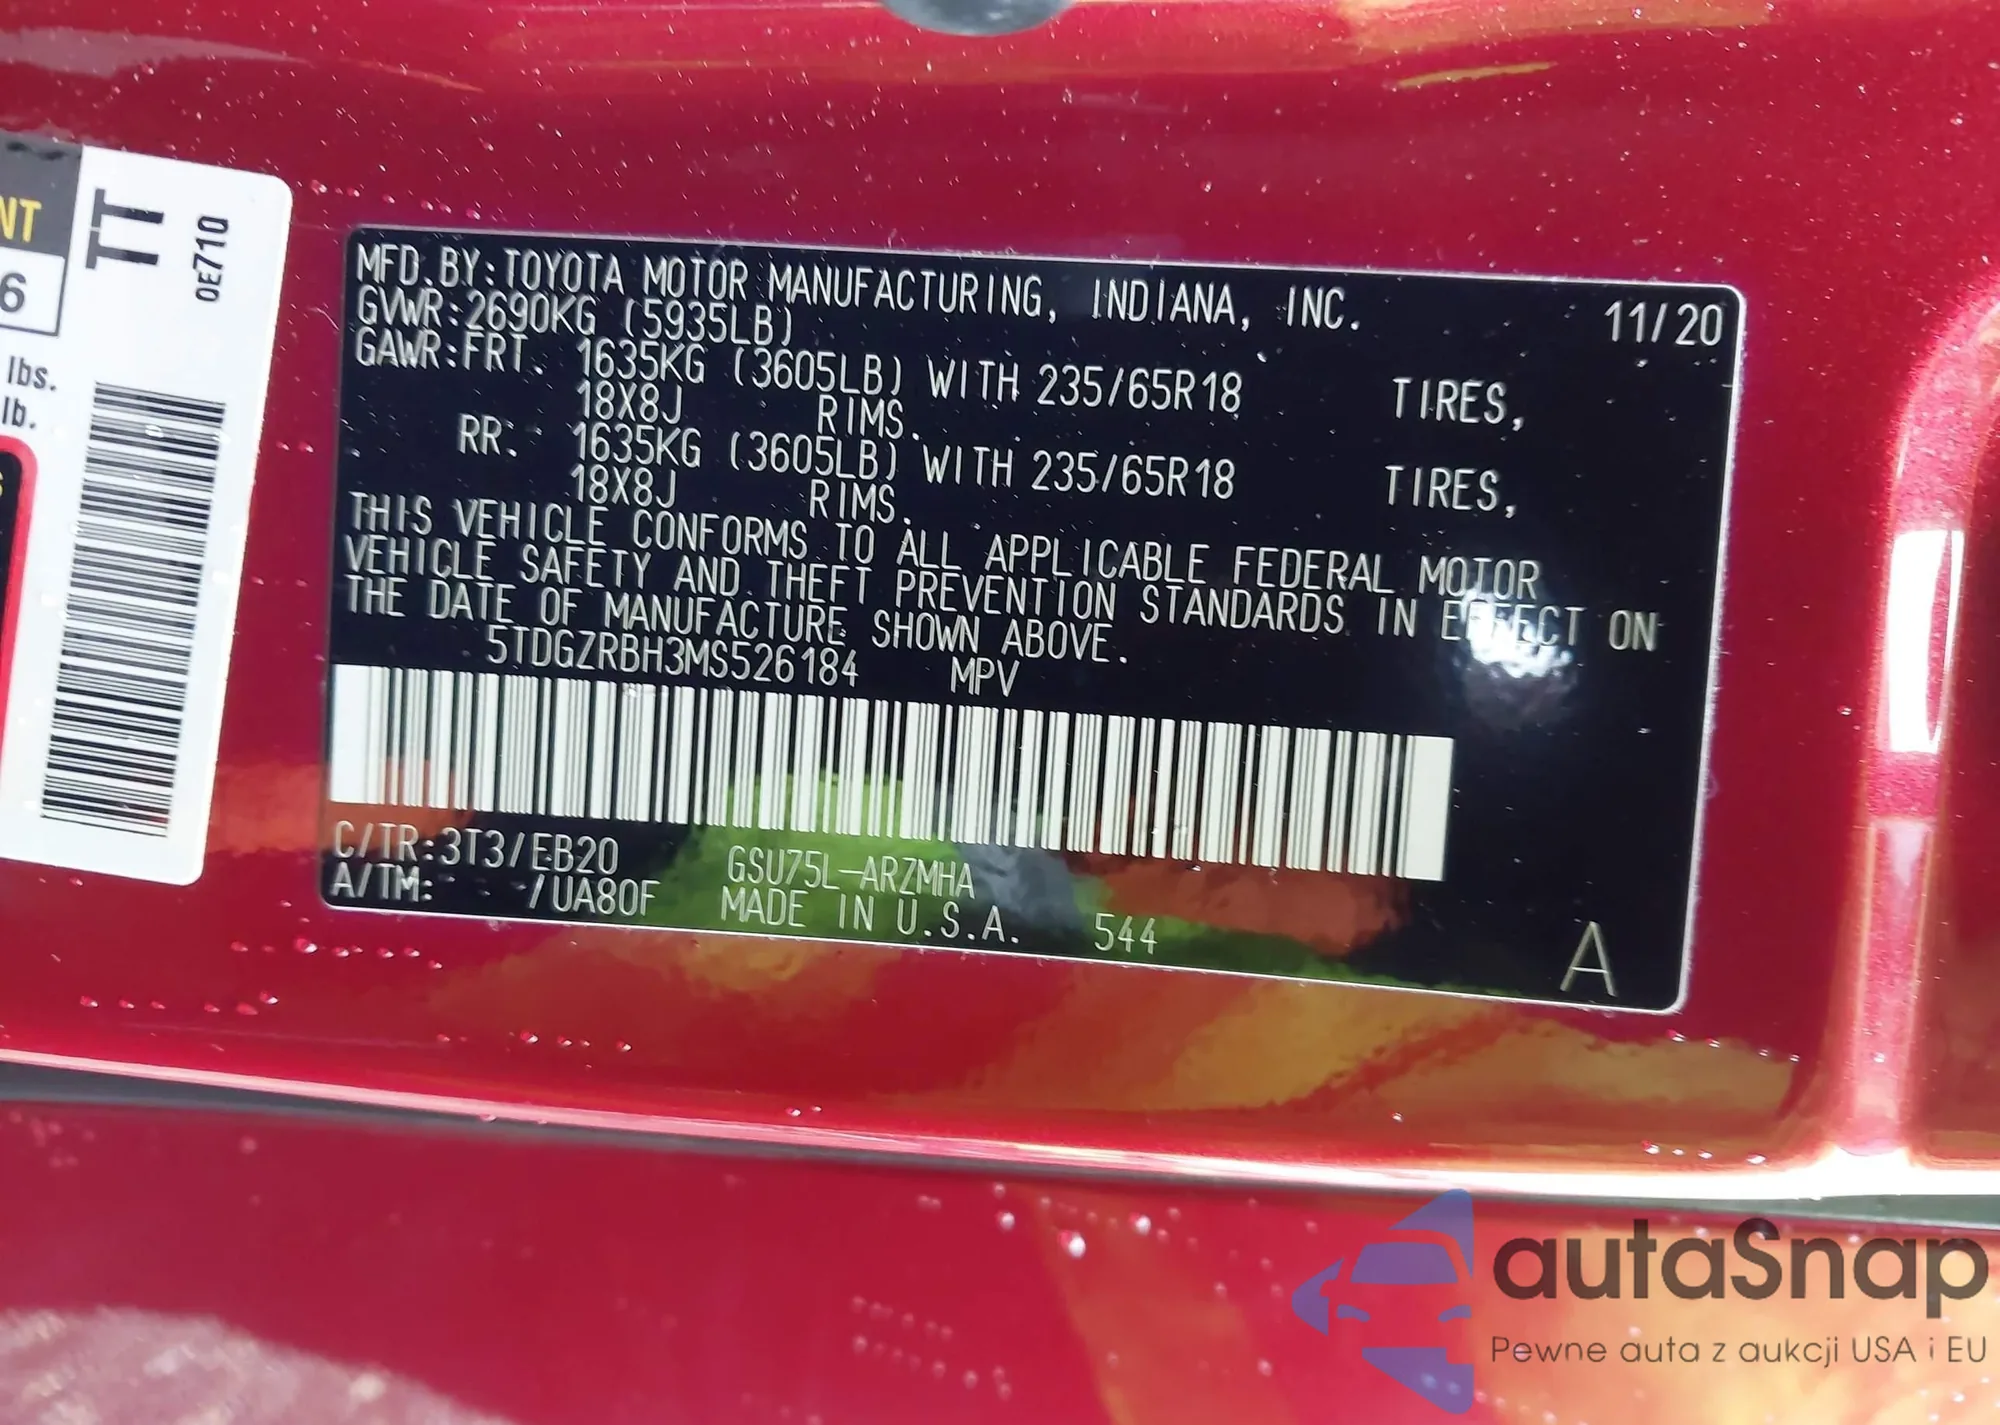 NT
6
lbs.
lb.
TT
0E710
MFD.BY:TOYOTA MOTOR MANUFACTURING, INDIANA, INC. 11/20
GVWR:2690KG (5935LB)
GAWR:FRT. 1635KG (3605LB) WITH 235/65R18 TIRES,
18X8J RIMS.
RR. 1635KG (3605LB) WITH 235/65R18 TIRES,
18X8J RIMS.
THIS VEHICLE CONFORMS TO ALL APPLICABLE FEDERAL MOTOR
VEHICLE SAFETY AND THEFT PREVENTION STANDARDS IN EFFECT ON
THE DATE OF MANUFACTURE SHOWN ABOVE.
5TDGZRBH3MS526184 MPV
C/TR:3T3/EB20 GSU75L-ARZMHA
A/TM: -/UA80F MADE IN U.S.A. 544
A
autaSnap
Pewne auta z aukcji USA i EU